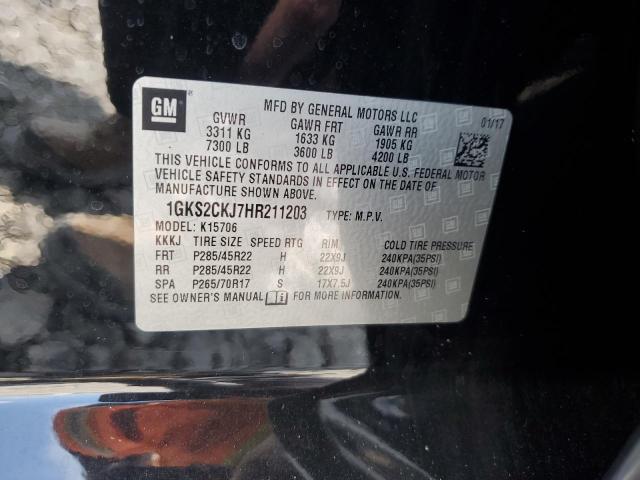 GM
MFD BY GENERAL MOTORS LLC
01/17
GVWR GAWR FRT GAWR RR
3311 KG 1633 KG 1905 KG
7300 LB 3600 LB 4200 LB
THIS VEHICLE CONFORMS TO ALL APPLICABLE U.S. FEDERAL MOTOR
VEHICLE SAFETY STANDARDS IN EFFECT ON THE DATE OF
MANUFACTURE SHOWN ABOVE.
1GKS2CKJ7HR211203 TYPE: M.P.V.
MODEL: K15706
KKKJ TIRE SIZE SPEED RTG RIM COLD TIRE PRESSURE
FRT P285/45R22 H 22X9J 240KPA(35PSI)
RR P285/45R22 H 22X9J 240KPA(35PSI)
SPA P265/70R17 S 17X7.5J 240KPA(35PSI)
SEE OWNER'S MANUAL FOR MORE INFORMATION.